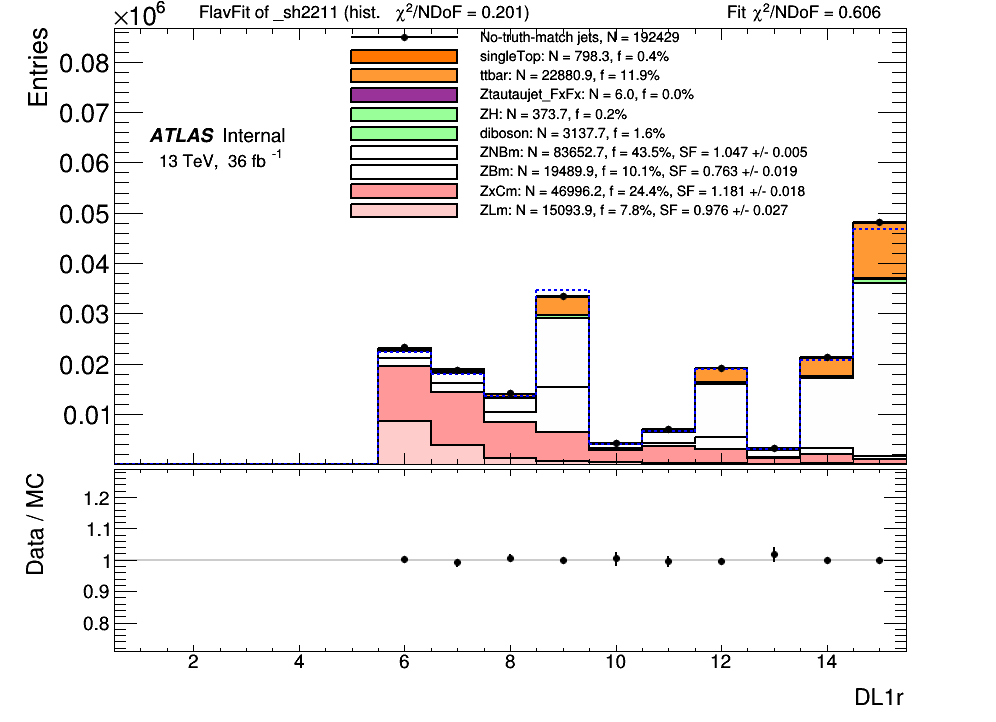 FlavFit of _sh2211 (hist. χ²/NDoF = 0.201)
Fit χ²/NDoF = 0.606
×10⁶
Entries
0.08
0.07
0.06
0.05
0.04
0.03
0.02
0.01
No-truth-match jets, N = 192429
singleTop: N = 798.3, f = 0.4%
ttbar: N = 22880.9, f = 11.9%
Ztautaujet_FxFx: N = 6.0, f = 0.0%
ZH: N = 373.7, f = 0.2%
diboson: N = 3137.7, f = 1.6%
ZNBm: N = 83652.7, f = 43.5%, SF = 1.047 +/- 0.005
ZBm: N = 19489.9, f = 10.1%, SF = 0.763 +/- 0.019
ZxCm: N = 46996.2, f = 24.4%, SF = 1.181 +/- 0.018
ZLm: N = 15093.9, f = 7.8%, SF = 0.976 +/- 0.027
ATLAS Internal
13 TeV, 36 fb⁻¹
Data / MC
1.2
1.1
1
0.9
0.8
2 4 6 8 10 12 14
DL1r